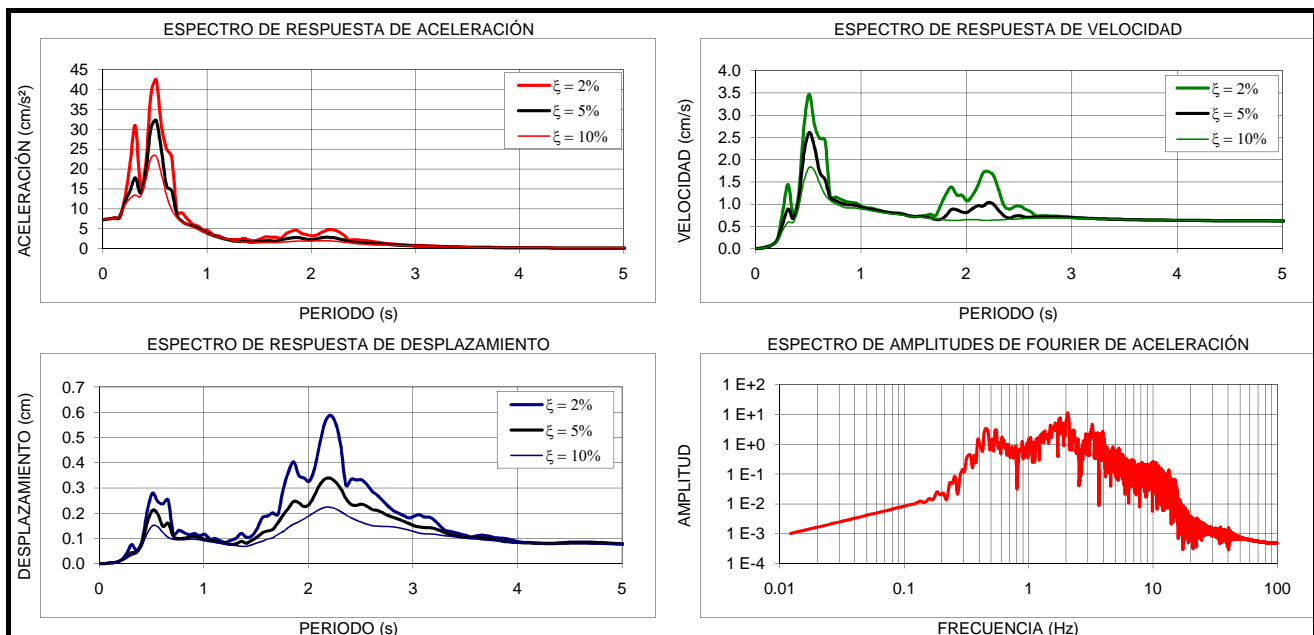 ESPECTRO DE RESPUESTA DE ACELERACIÓN
ACELERACIÓN (cm/s²)
45
40
35
30
25
20
15
10
5
0
ξ = 2%
ξ = 5%
ξ = 10%
0 1 2 3 4 5
PERIODO (s)
ESPECTRO DE RESPUESTA DE VELOCIDAD
VELOCIDAD (cm/s)
4.0
3.5
3.0
2.5
2.0
1.5
1.0
0.5
0.0
ξ = 2%
ξ = 5%
ξ = 10%
0 1 2 3 4 5
PERIODO (s)
ESPECTRO DE RESPUESTA DE DESPLAZAMIENTO
DESPLAZAMIENTO (cm)
0.7
0.6
0.5
0.4
0.3
0.2
0.1
0.0
ξ = 2%
ξ = 5%
ξ = 10%
0 1 2 3 4 5
PERIODO (s)
ESPECTRO DE AMPLITUDES DE FOURIER DE ACELERACIÓN
AMPLITUD
1 E+2
1 E+1
1 E+0
1 E-1
1 E-2
1 E-3
1 E-4
0.01 0.1 1 10 100
FRECUENCIA (Hz)